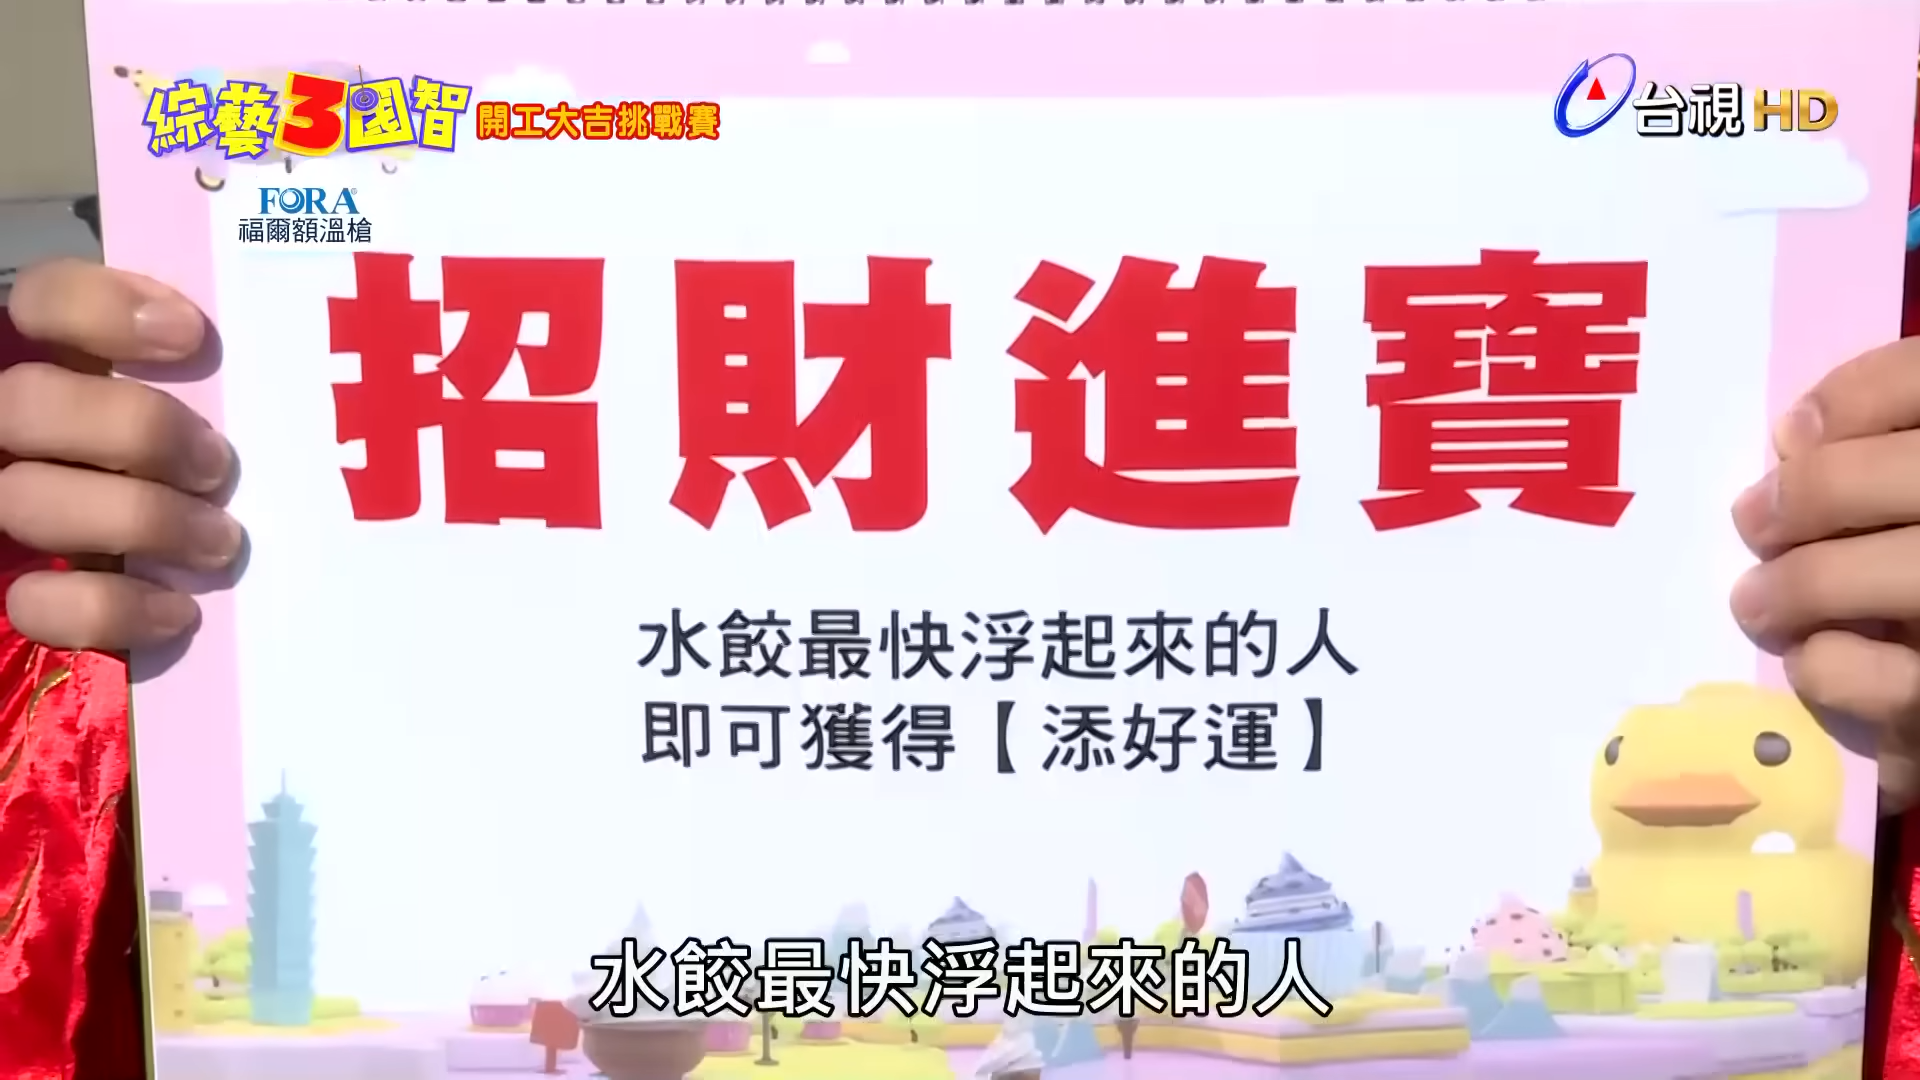 綜藝3國智 開工大吉挑戰賽
台視HD
FORA®
福爾額溫槍
招財進寶
水餃最快浮起來的人
即可獲得【添好運】
水餃最快浮起來的人